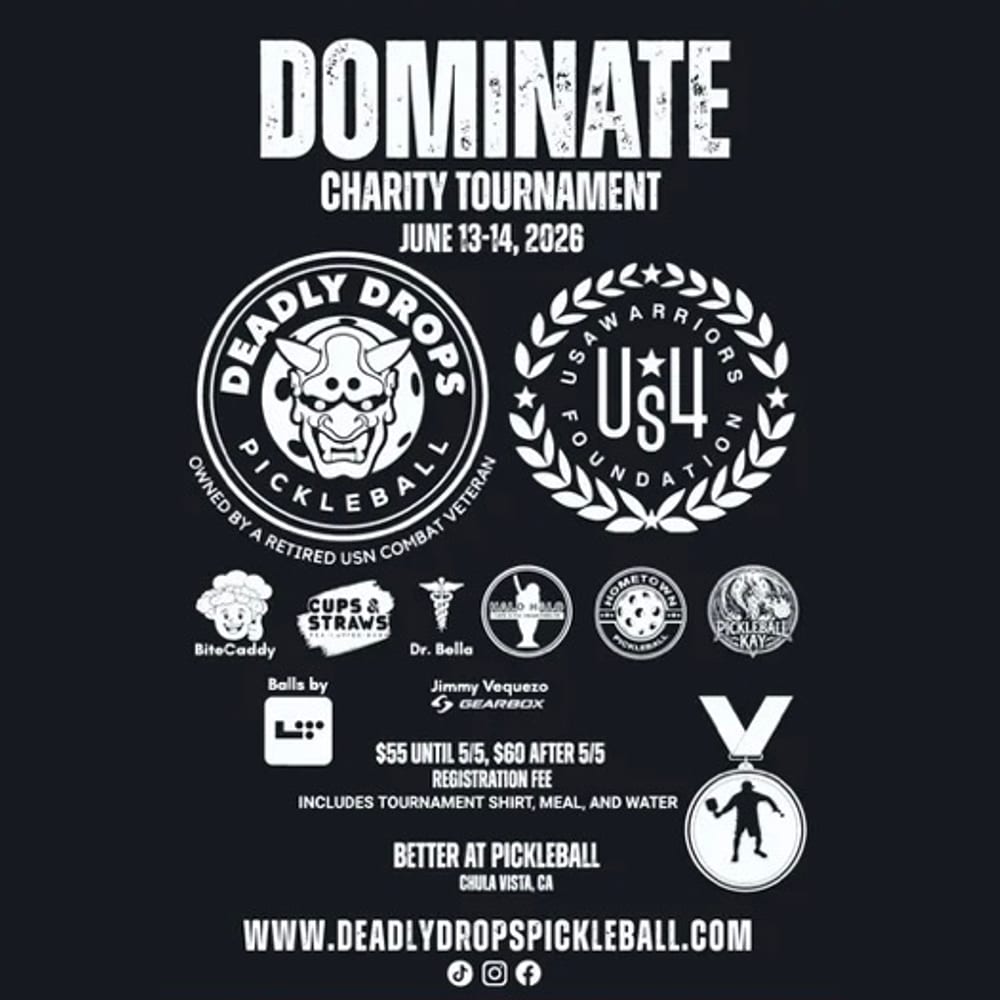 DOMINATE
CHARITY TOURNAMENT
JUNE 13-14, 2026
DEADLY DROPS
PICKLEBALL
OWNED BY A RETIRED USN COMBAT VETERAN
USAWARRIORS
US4
FOUNDATION
BiteCaddy
CUPS &
STRAWS
Dr. Bella
HALO HALO
HOMETOWN
PICKLEBALL
PICKLEBALL
KAY
Balls by
Jimmy Vequezo
GEARBOX
$55 UNTIL 5/5, $60 AFTER 5/5
REGISTRATION FEE
INCLUDES TOURNAMENT SHIRT, MEAL, AND WATER
BETTER AT PICKLEBALL
CHULA VISTA, CA
WWW.DEADLYDROPSPICKLEBALL.COM